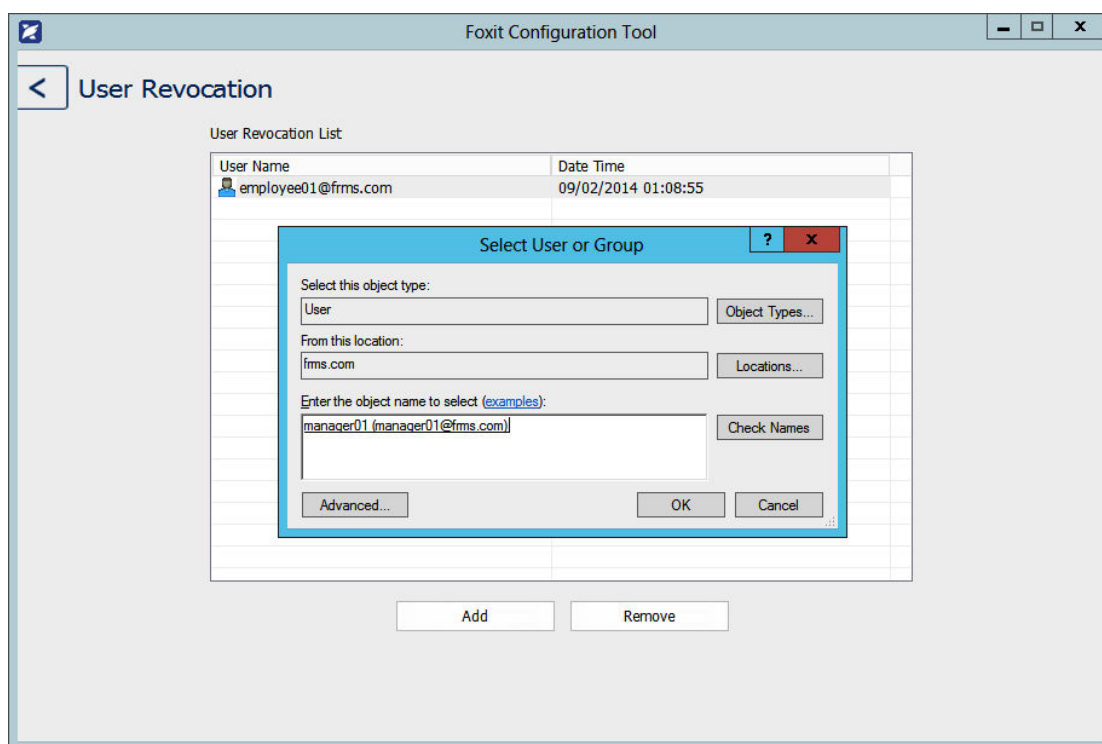 Foxit Configuration Tool
< User Revocation
User Revocation List
User Name Date Time
employee01@frms.com 09/02/2014 01:08:55
Select User or Group ? x
Select this object type:
User Object Types...
From this location:
frms.com Locations...
Enter the object name to select (examples):
manager01 (manager01@frms.com) Check Names
Advanced... OK Cancel
Add Remove